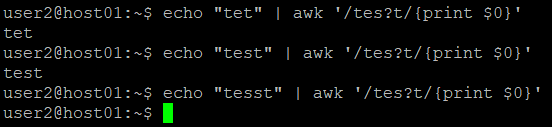 user2@host01:~$ echo "tet" | awk '/tes?t/{print $0}'
tet
user2@host01:~$ echo "test" | awk '/tes?t/{print $0}'
test
user2@host01:~$ echo "tesst" | awk '/tes?t/{print $0}'
user2@host01:~$